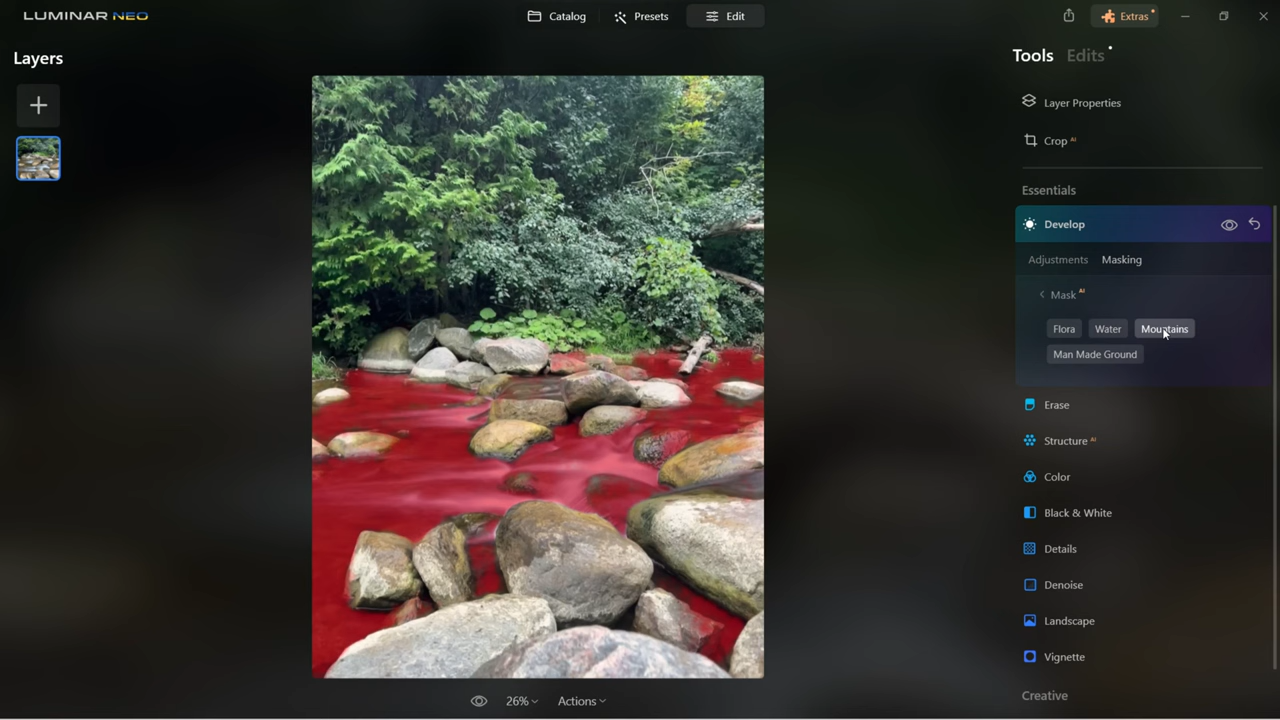 LUMINAR NEO
Catalog Presets Edit
Extras
Layers
Tools Edits
Layer Properties
Crop AI
Essentials
Develop
Adjustments Masking
Mask AI
Flora Water Mountains
Man Made Ground
Erase
Structure AI
Color
Black & White
Details
Denoise
Landscape
Vignette
Creative
26% Actions